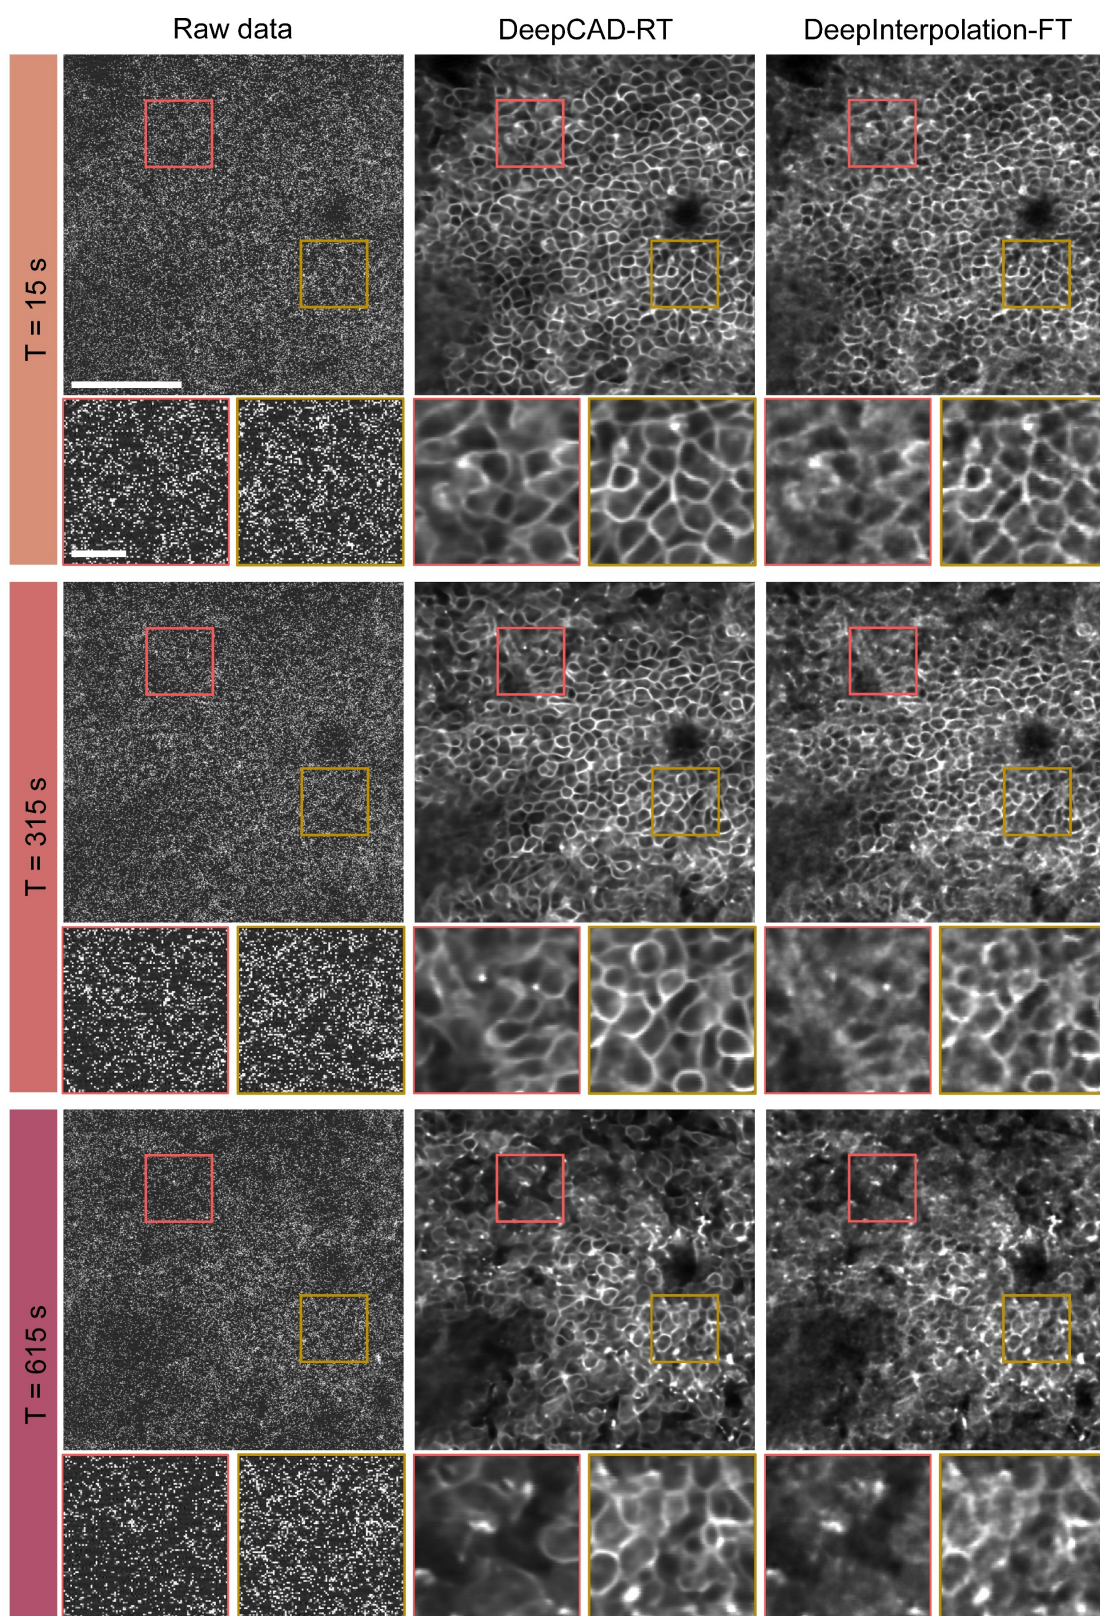 Raw data
DeepCAD-RT
DeepInterpolation-FT
T = 15 s
T = 315 s
T = 615 s